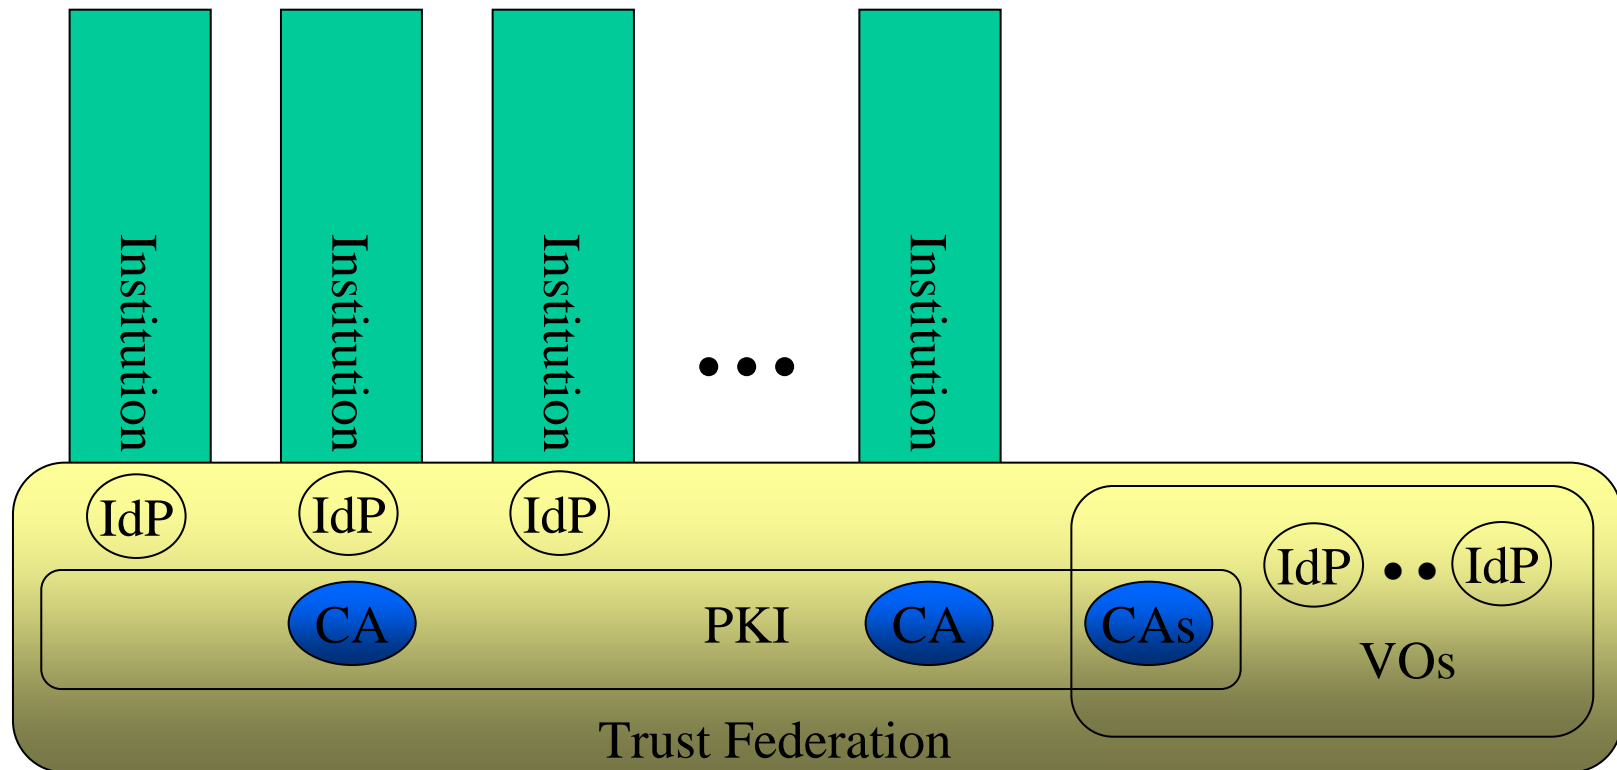 Institution
Institution
Institution
Institution
IdP
IdP
IdP
IdP
IdP
CA
PKI
CA
CAs
VOs
Trust Federation